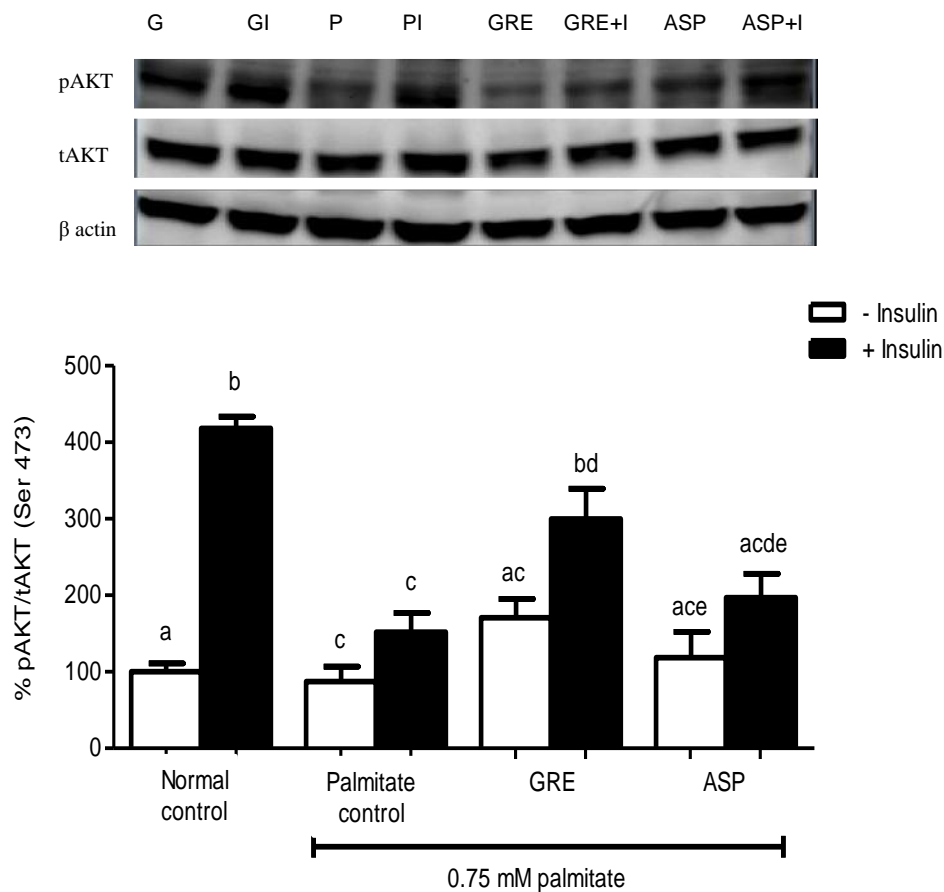 G GI P PI GRE GRE+I ASP ASP+I
pAKT
tAKT
β actin
- Insulin
+ Insulin
% pAKT/tAKT (Ser 473)
500
400
300
200
100
0
a
b
c
c
ac
bd
ace
acde
Normal
control
Palmitate
control
GRE
ASP
0.75 mM palmitate